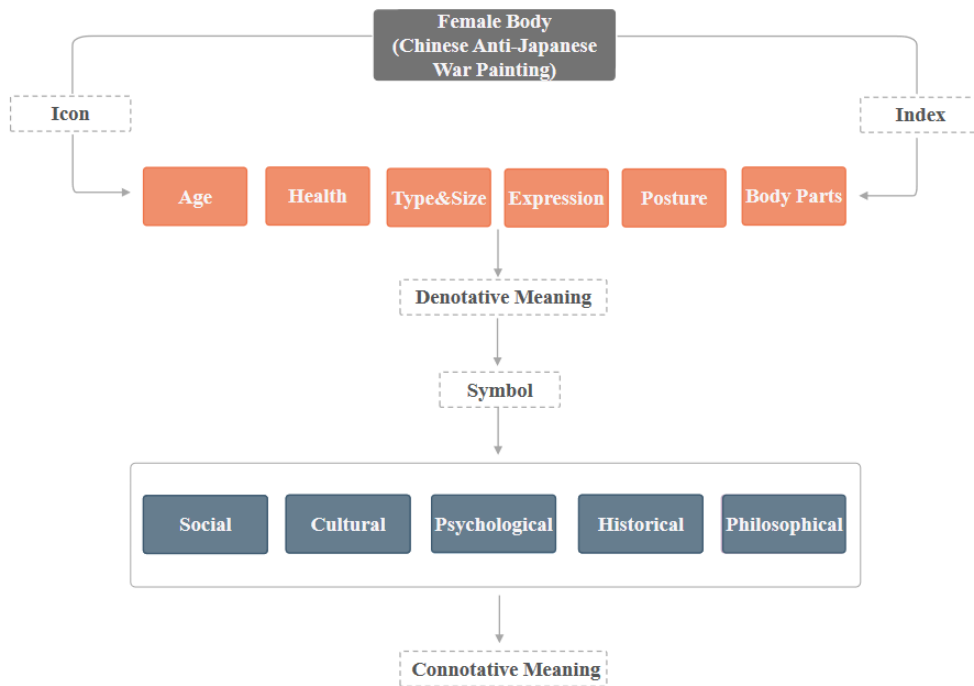 Female Body
(Chinese Anti-Japanese
War Painting)
Icon
Index
Age
Health
Type&Size
Expression
Posture
Body Parts
Denotative Meaning
Symbol
Social
Cultural
Psychological
Historical
Philosophical
Connotative Meaning